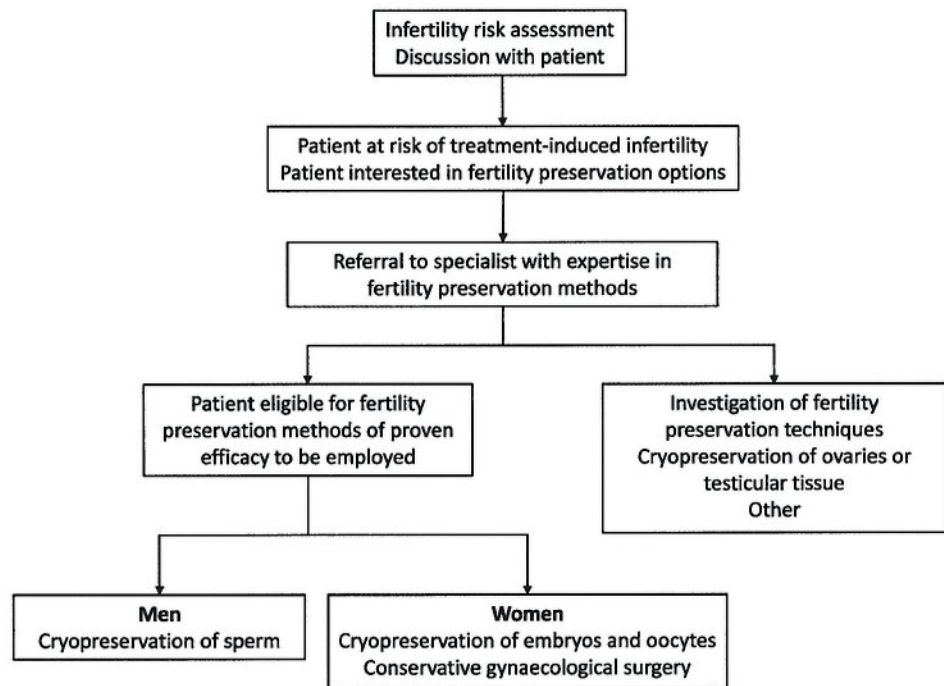 Infertility risk assessment
Discussion with patient
Patient at risk of treatment-induced infertility
Patient interested in fertility preservation options
Referral to specialist with expertise in
fertility preservation methods
Patient eligible for fertility
preservation methods of proven
efficacy to be employed
Investigation of fertility
preservation techniques
Cryopreservation of ovaries or
testicular tissue
Other
Men
Cryopreservation of sperm
Women
Cryopreservation of embryos and oocytes
Conservative gynaecological surgery